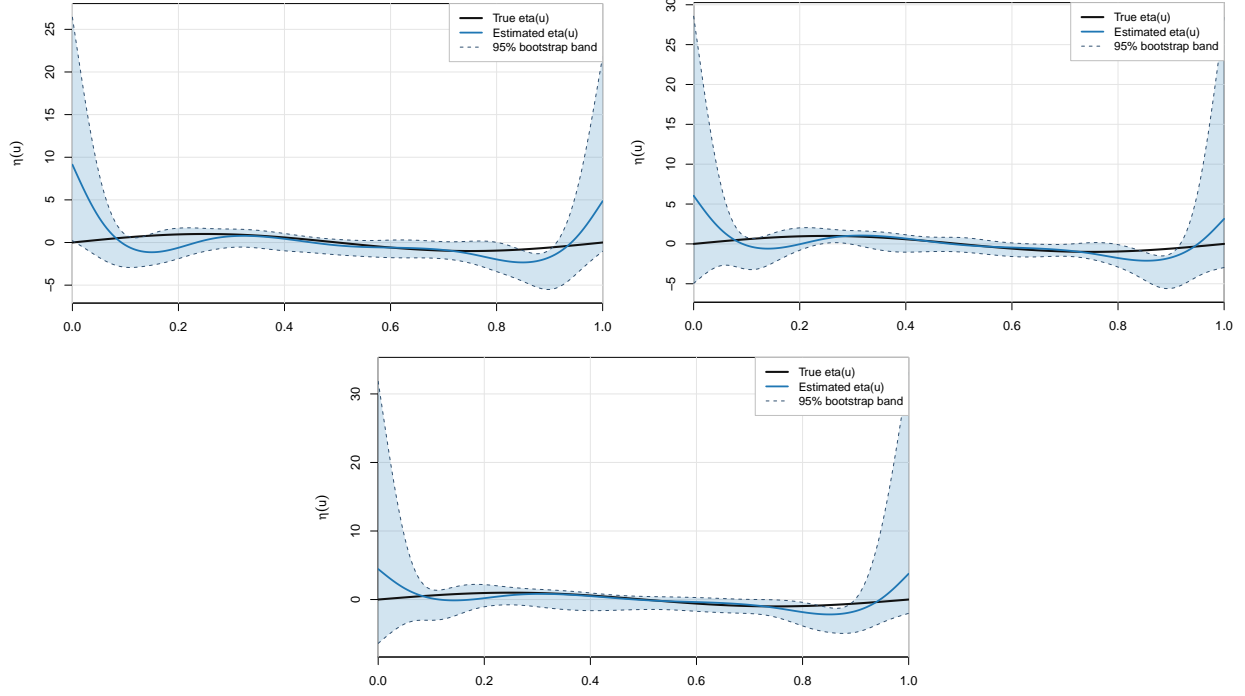 True eta(u)
Estimated eta(u)
95% bootstrap band
25
20
15
10
5
0
−5
η(u)
0.0 0.2 0.4 0.6 0.8 1.0
True eta(u)
Estimated eta(u)
95% bootstrap band
30
25
20
15
10
5
0
−5
η(u)
0.0 0.2 0.4 0.6 0.8 1.0
True eta(u)
Estimated eta(u)
95% bootstrap band
30
20
10
0
η(u)
0.0 0.2 0.4 0.6 0.8 1.0